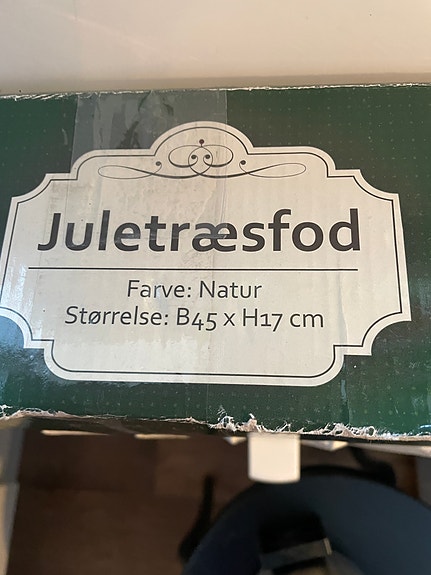 Juletræsfod
Farve: Natur
Størrelse: B45 x H17 cm